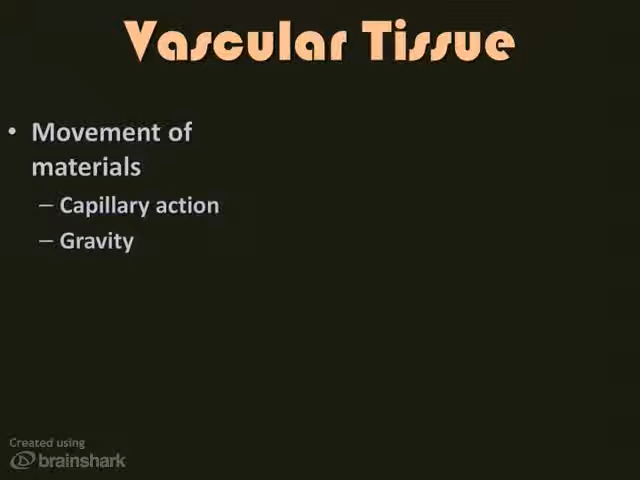 Vascular Tissue
• Movement of
materials
– Capillary action
– Gravity
Created using
brainshark